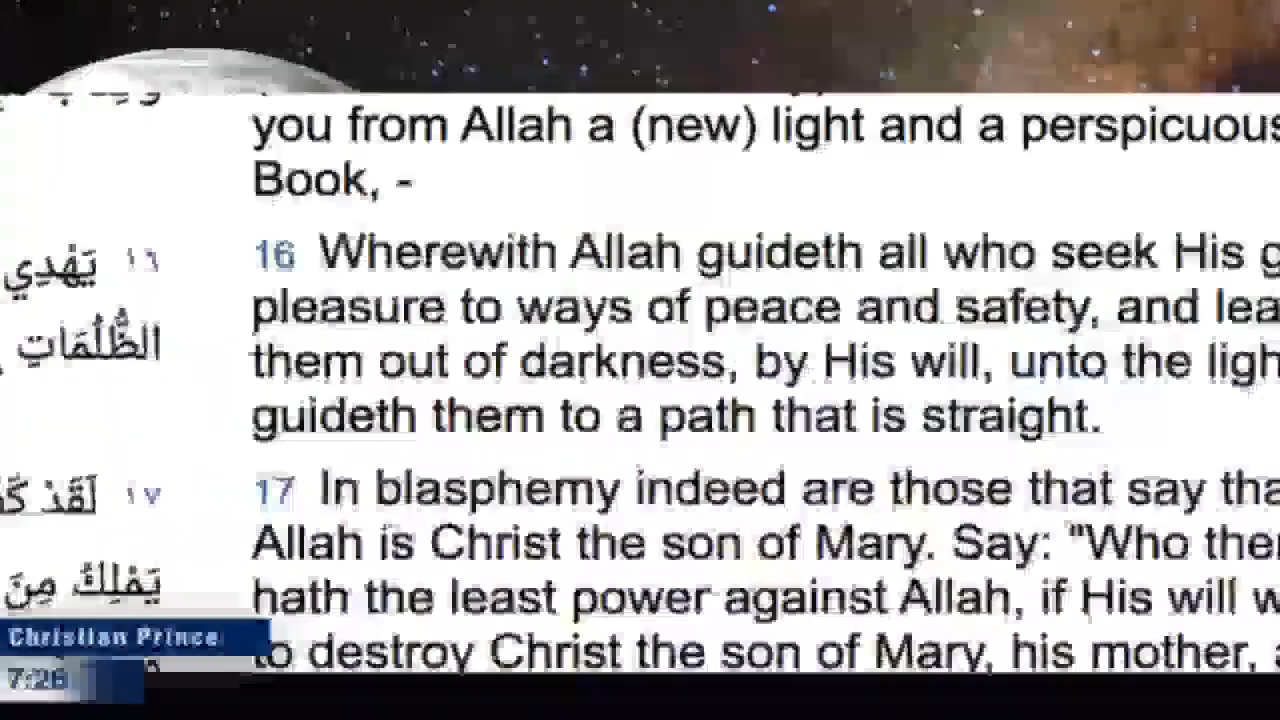 you from Allah a (new) light and a perspicuous
Book, -
١٦ يَهْدِي
16 Wherewith Allah guideth all who seek His
pleasure to ways of peace and safety, and
الظُّلُمَاتِ
them out of darkness, by His will, unto the
guideth them to a path that is straight.
١٧ لَقَدْ
17 In blasphemy indeed are those that say
Allah is Christ the son of Mary. Say: "Who
يَمْلِكُ مِنَ
hath the least power against Allah, if His will
to destroy Christ the son of Mary, his mother,
Christian Prince
7:26